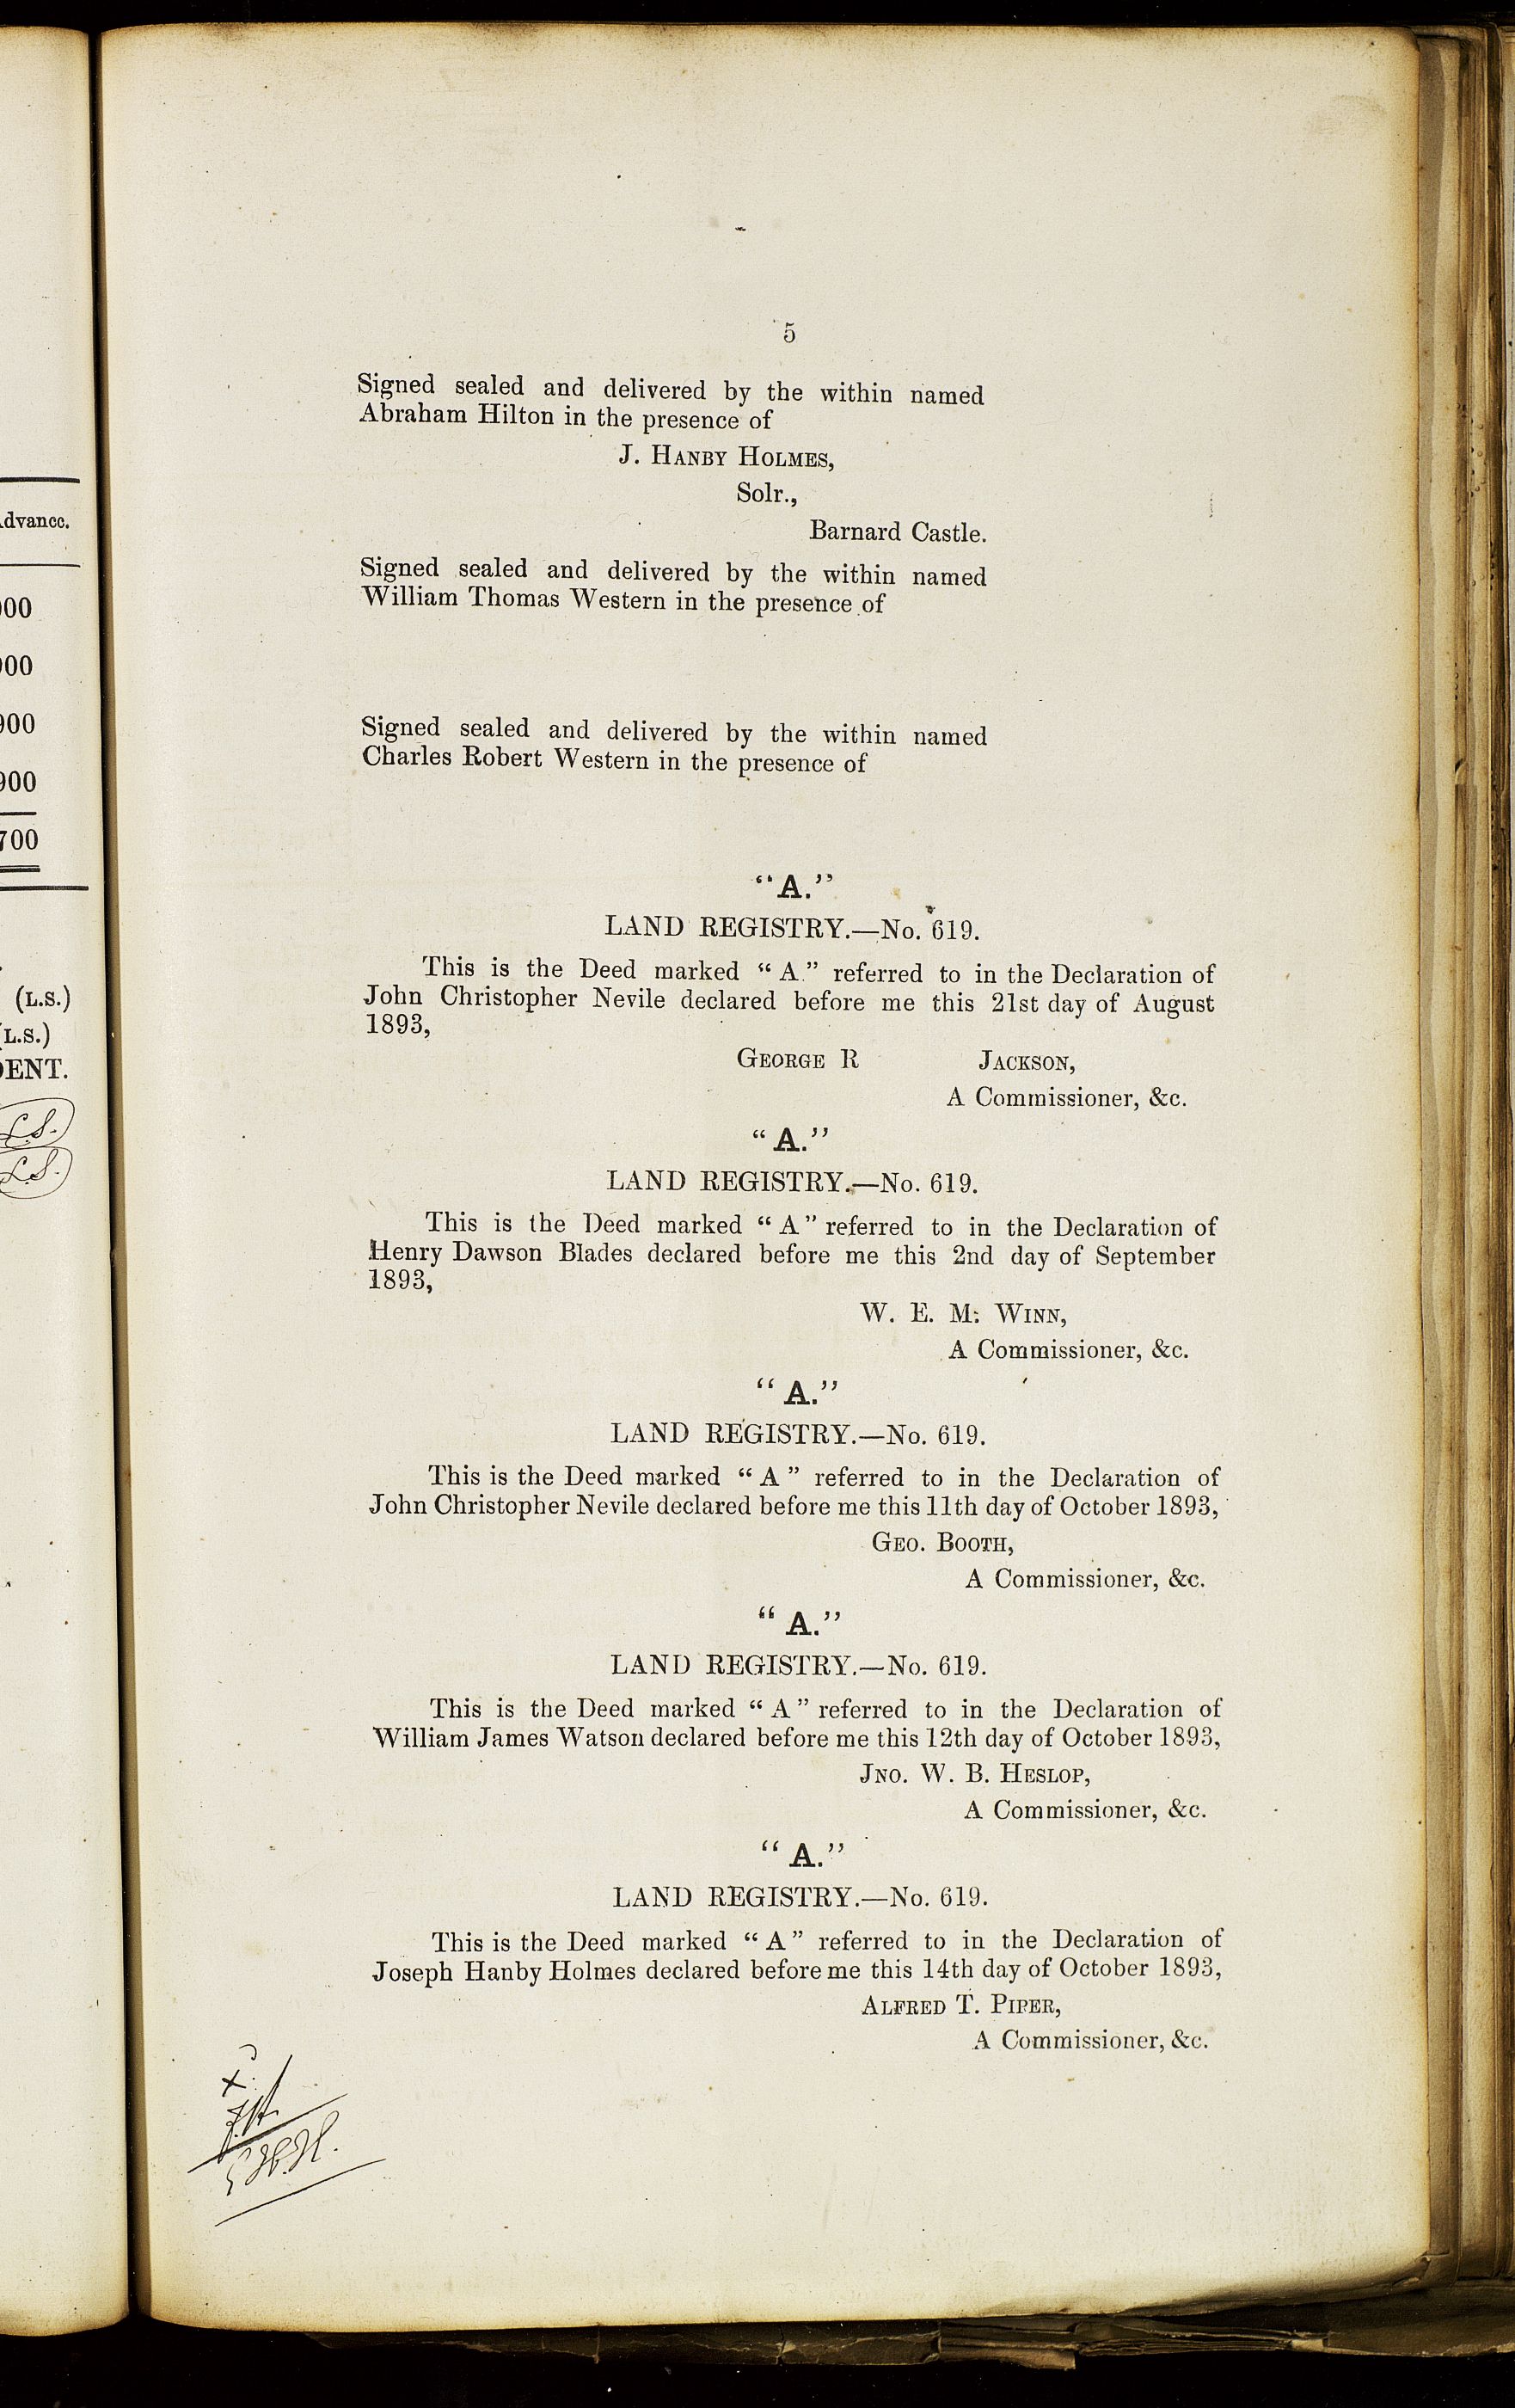 dvance.
00
00
900
900
700
(L.S.)
L.S.)
DENT.
L.S.
L.S.
5
Signed sealed and delivered by the within named
Abraham Hilton in the presence of
J. HANBY HOLMES,
Solr.,
Barnard Castle.
Signed sealed and delivered by the within named
William Thomas Western in the presence of
Signed sealed and delivered by the within named
Charles Robert Western in the presence of
“A.”
LAND REGISTRY.—No. 619.
This is the Deed marked “A.” referred to in the Declaration of
John Christopher Nevile declared before me this 21st day of August
1893,
GEORGE R JACKSON,
A Commissioner, &c.
“A.”
LAND REGISTRY.—No. 619.
This is the Deed marked “A” referred to in the Declaration of
Henry Dawson Blades declared before me this 2nd day of September
1893,
W. E. M: WINN,
A Commissioner, &c.
“A.”
LAND REGISTRY.—No. 619.
This is the Deed marked “A” referred to in the Declaration of
John Christopher Nevile declared before me this 11th day of October 1893,
GEO. BOOTH,
A Commissioner, &c.
“A.”
LAND REGISTRY.—No. 619.
This is the Deed marked “A” referred to in the Declaration of
William James Watson declared before me this 12th day of October 1893,
JNO. W. B. HESLOP,
A Commissioner, &c.
“A.”
LAND REGISTRY.—No. 619.
This is the Deed marked “A” referred to in the Declaration of
Joseph Hanby Holmes declared before me this 14th day of October 1893,
ALFRED T. PIPER,
A Commissioner, &c.